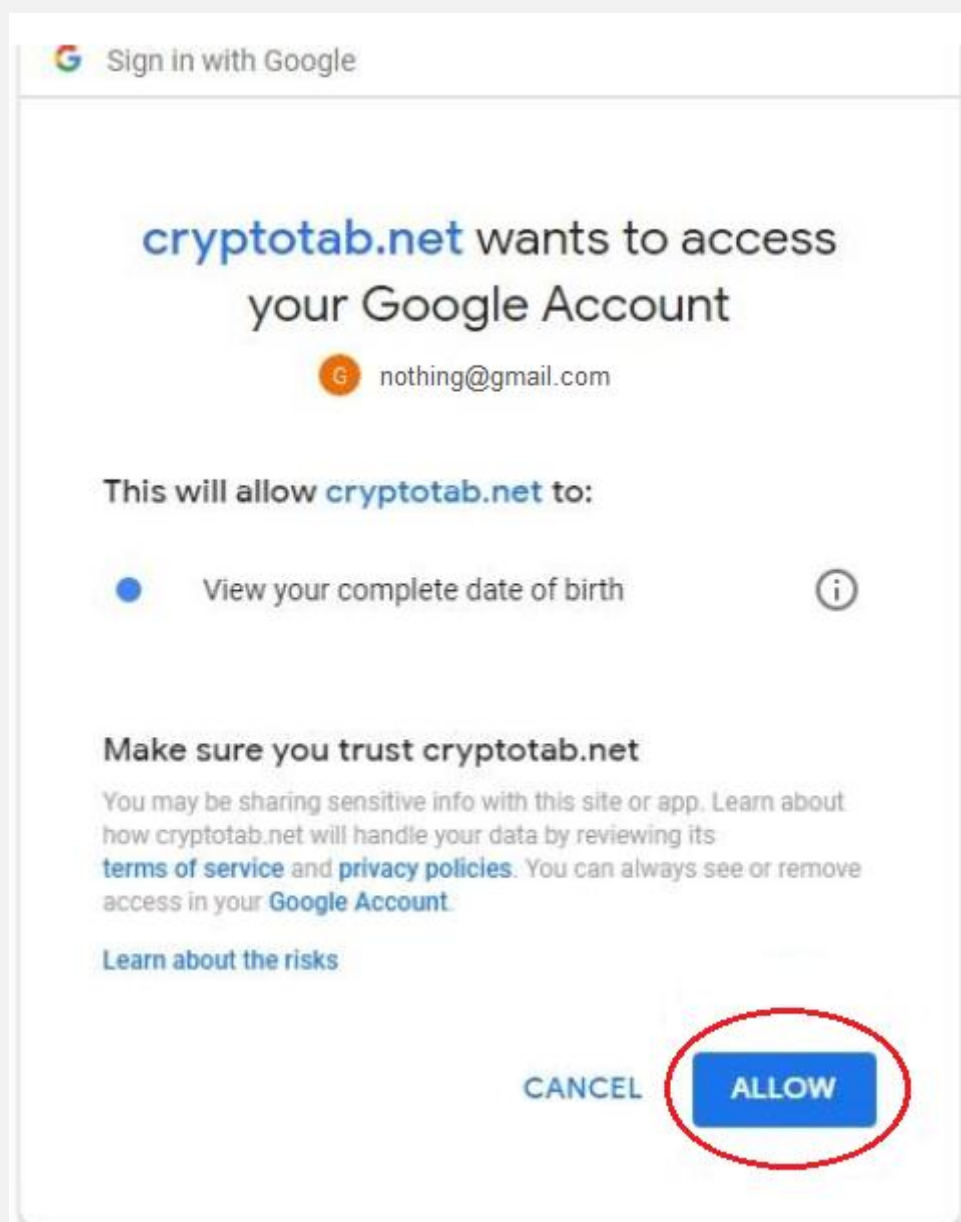 G Sign in with Google
cryptotab.net wants to access
your Google Account
G nothing@gmail.com
This will allow cryptotab.net to:
View your complete date of birth
Make sure you trust cryptotab.net
You may be sharing sensitive info with this site or app. Learn about
how cryptotab.net will handle your data by reviewing its
terms of service and privacy policies. You can always see or remove
access in your Google Account.
Learn about the risks
CANCEL ALLOW